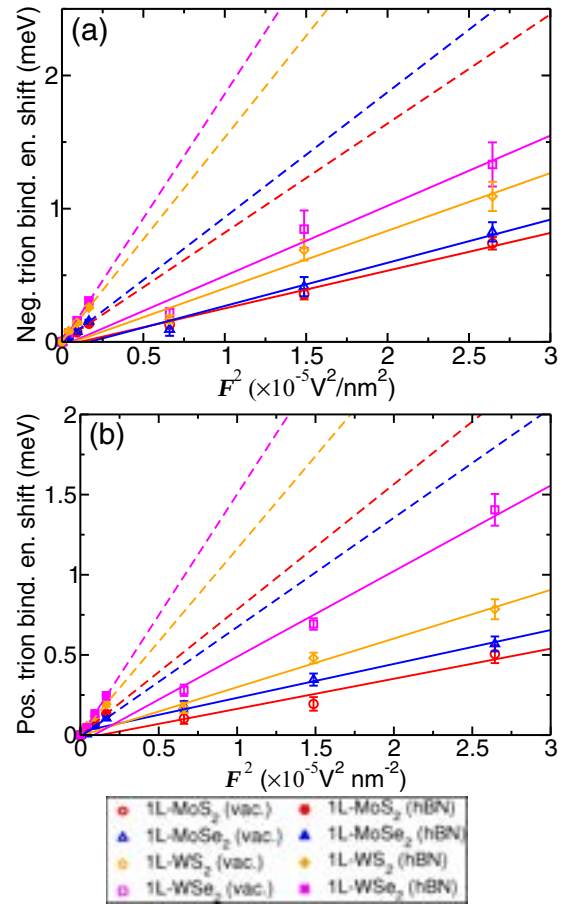 (a)
Neg. trion bind. en. shift (meV)
2
1
0
0 0.5 1 1.5 2 2.5 3
F² (×10⁻⁵V²/nm²)
(b)
Pos. trion bind. en. shift (meV)
2
1.5
1
0.5
0
0 0.5 1 1.5 2 2.5 3
F² (×10⁻⁵V² nm⁻²)
1L-MoS₂ (vac.) 1L-MoS₂ (hBN)
1L-MoSe₂ (vac.) 1L-MoSe₂ (hBN)
1L-WS₂ (vac.) 1L-WS₂ (hBN)
1L-WSe₂ (vac.) 1L-WSe₂ (hBN)